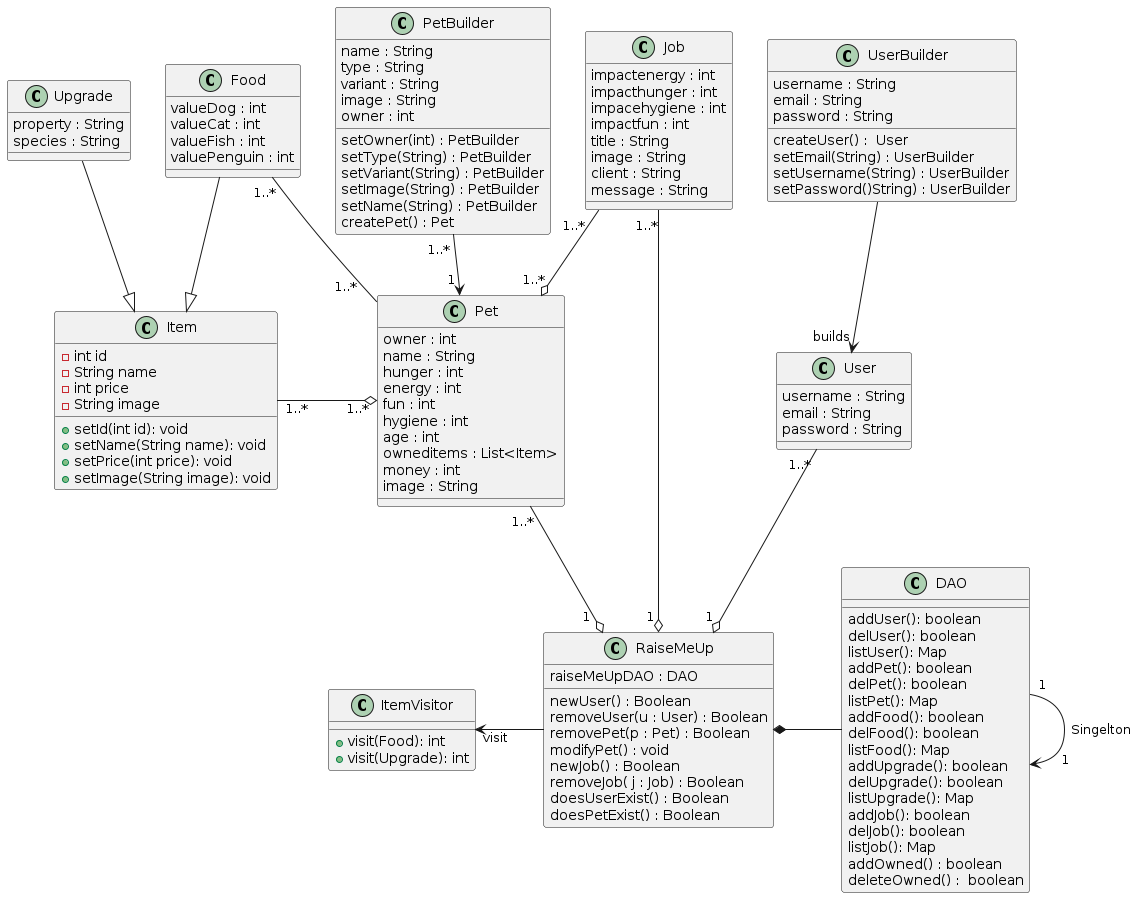 PetBuilder
name : String
type : String
variant : String
image : String
owner : int
setOwner(int) : PetBuilder
setType(String) : PetBuilder
setVariant(String) : PetBuilder
setImage(String) : PetBuilder
setName(String) : PetBuilder
createPet() : Pet
Job
impactenergy : int
impacthunger : int
impacehygiene : int
impactfun : int
title : String
image : String
client : String
message : String
UserBuilder
username : String
email : String
password : String
createUser() :  User
setEmail(String) : UserBuilder
setUsername(String) : UserBuilder
setPassword()String) : UserBuilder
Food
valueDog : int
valueCat : int
valueFish : int
valuePenguin : int
Upgrade
property : String
species : String
1..*
1..*
1..*
1
1..*
1..*
1..*
1..*
builds
Item
int id
String name
int price
String image
setId(int id): void
setName(String name): void
setPrice(int price): void
setImage(String image): void
1..*
1..*
Pet
owner : int
name : String
hunger : int
energy : int
fun : int
hygiene : int
age : int
owneditems : List<Item>
money : int
image : String
User
username : String
email : String
password : String
1..*
1..*
1
1
1
RaiseMeUp
raiseMeUpDAO : DAO
newUser() : Boolean
removeUser(u : User) : Boolean
removePet(p : Pet) : Boolean
modifyPet() : void
newJob() : Boolean
removeJob( j : Job) : Boolean
doesUserExist() : Boolean
doesPetExist() : Boolean
ItemVisitor
visit(Food): int
visit(Upgrade): int
visit
DAO
addUser(): boolean
delUser(): boolean
listUser(): Map
addPet(): boolean
delPet(): boolean
listPet(): Map
addFood(): boolean
delFood(): boolean
listFood(): Map
addUpgrade(): boolean
delUpgrade(): boolean
listUpgrade(): Map
addJob(): boolean
delJob(): boolean
listJob(): Map
addOwned() : boolean
deleteOwned() :  boolean
1
Singelton
1